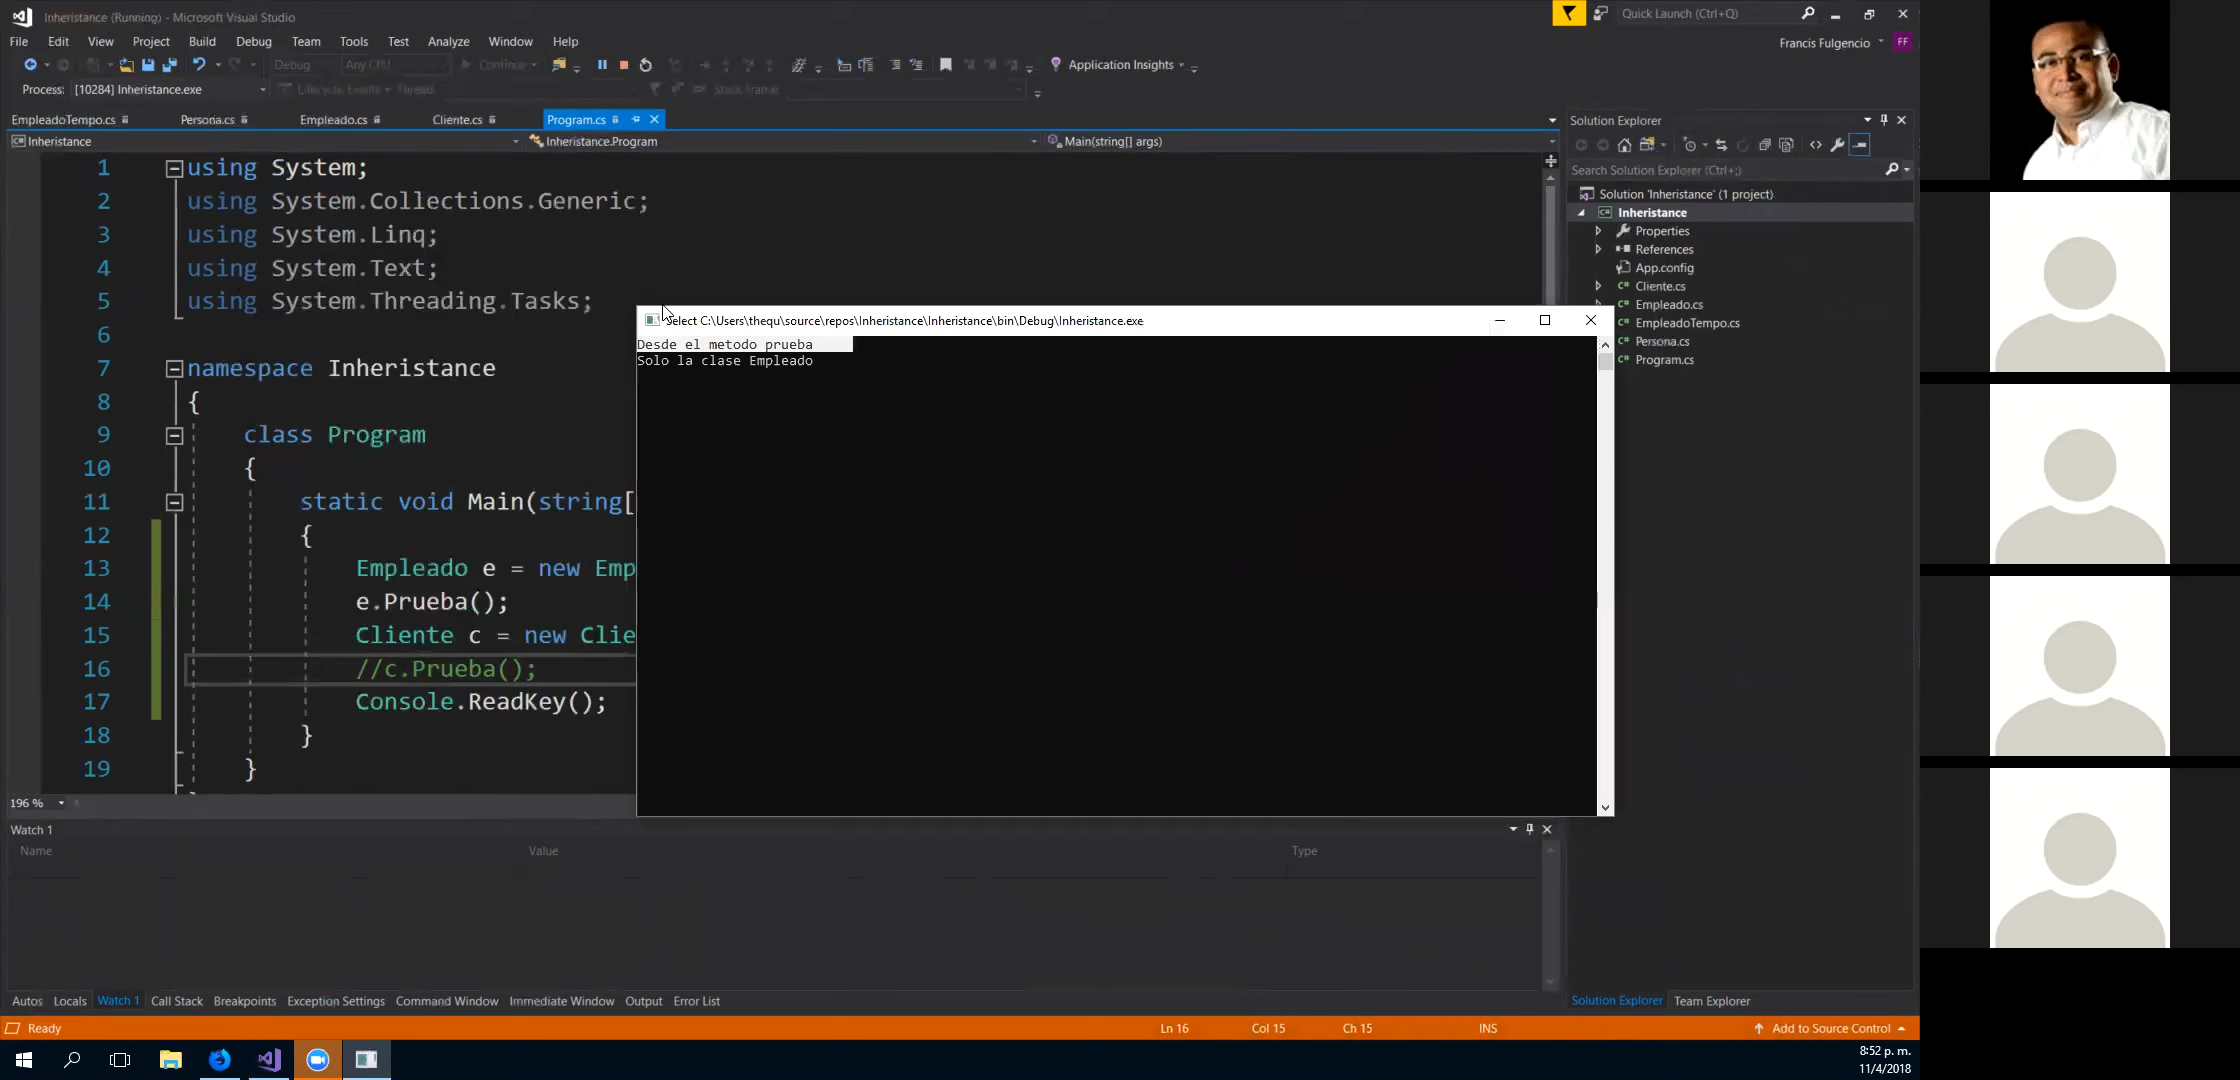 Inheristance (Running) - Microsoft Visual Studio
Quick Launch (Ctrl+Q)
File Edit View Project Build Debug Team Tools Test Analyze Window Help
Francis Fulgencio
FF
Debug Any CPU Continue
Application Insights
Process: [10284] Inheristance.exe
Lifecycle Events Thread: Stack Frame:
EmpleadoTempo.cs Persona.cs Empleado.cs Cliente.cs Program.cs
Inheristance Inheristance.Program Main(string[] args)
1 using System;
2 using System.Collections.Generic;
3 using System.Linq;
4 using System.Text;
5 using System.Threading.Tasks;
6
7 namespace Inheristance
8 {
9 class Program
10 {
11 static void Main(string[
12 {
13 Empleado e = new Emp
14 e.Prueba();
15 Cliente c = new Clie
16 //c.Prueba();
17 Console.ReadKey();
18 }
19 }
196 %
Select C:\Users\thequ\source\repos\Inheristance\Inheristance\bin\Debug\Inheristance.exe
Desde el metodo prueba
Solo la clase Empleado
Solution Explorer
Search Solution Explorer (Ctrl+;)
Solution 'Inheristance' (1 project)
Inheristance
Properties
References
App.config
Cliente.cs
Empleado.cs
EmpleadoTempo.cs
Persona.cs
Program.cs
Watch 1
Name Value Type
Autos Locals Watch 1 Call Stack Breakpoints Exception Settings Command Window Immediate Window Output Error List
Solution Explorer Team Explorer
Ready
Ln 16 Col 15 Ch 15 INS
Add to Source Control
8:52 p. m.
11/4/2018